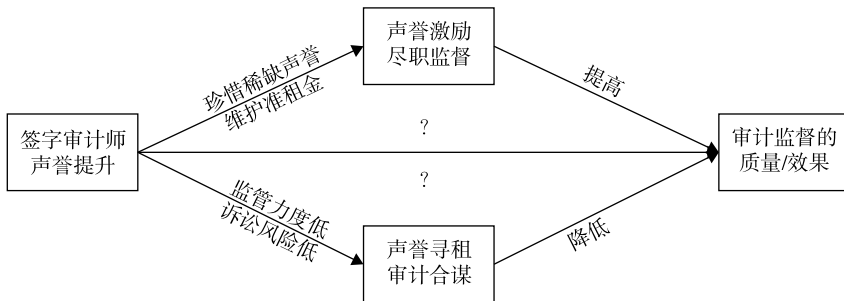 声誉激励
尽职监督
珍惜稀缺声誉
维护准租金
提高
?
签字审计师
声誉提升
审计监督的
质量/效果
?
监管力度低
诉讼风险低
降低
声誉寻租
审计合谋